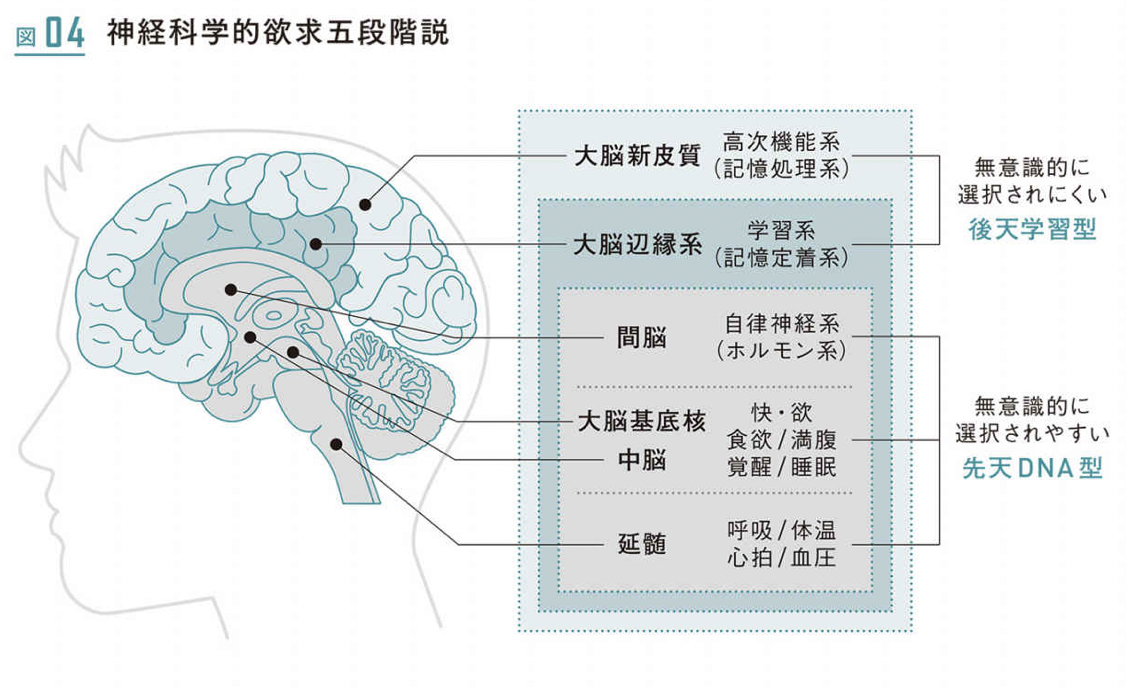 図04 神経科学的欲求五段階説
大脳新皮質
高次機能系
(記憶処理系)
無意識的に
選択されにくい
後天学習型
大脳辺縁系
学習系
(記憶定着系)
間脳
自律神経系
(ホルモン系)
大脳基底核
中脳
快・欲
食欲/満腹
覚醒/睡眠
無意識的に
選択されやすい
先天DNA型
延髄
呼吸/体温
心拍/血圧